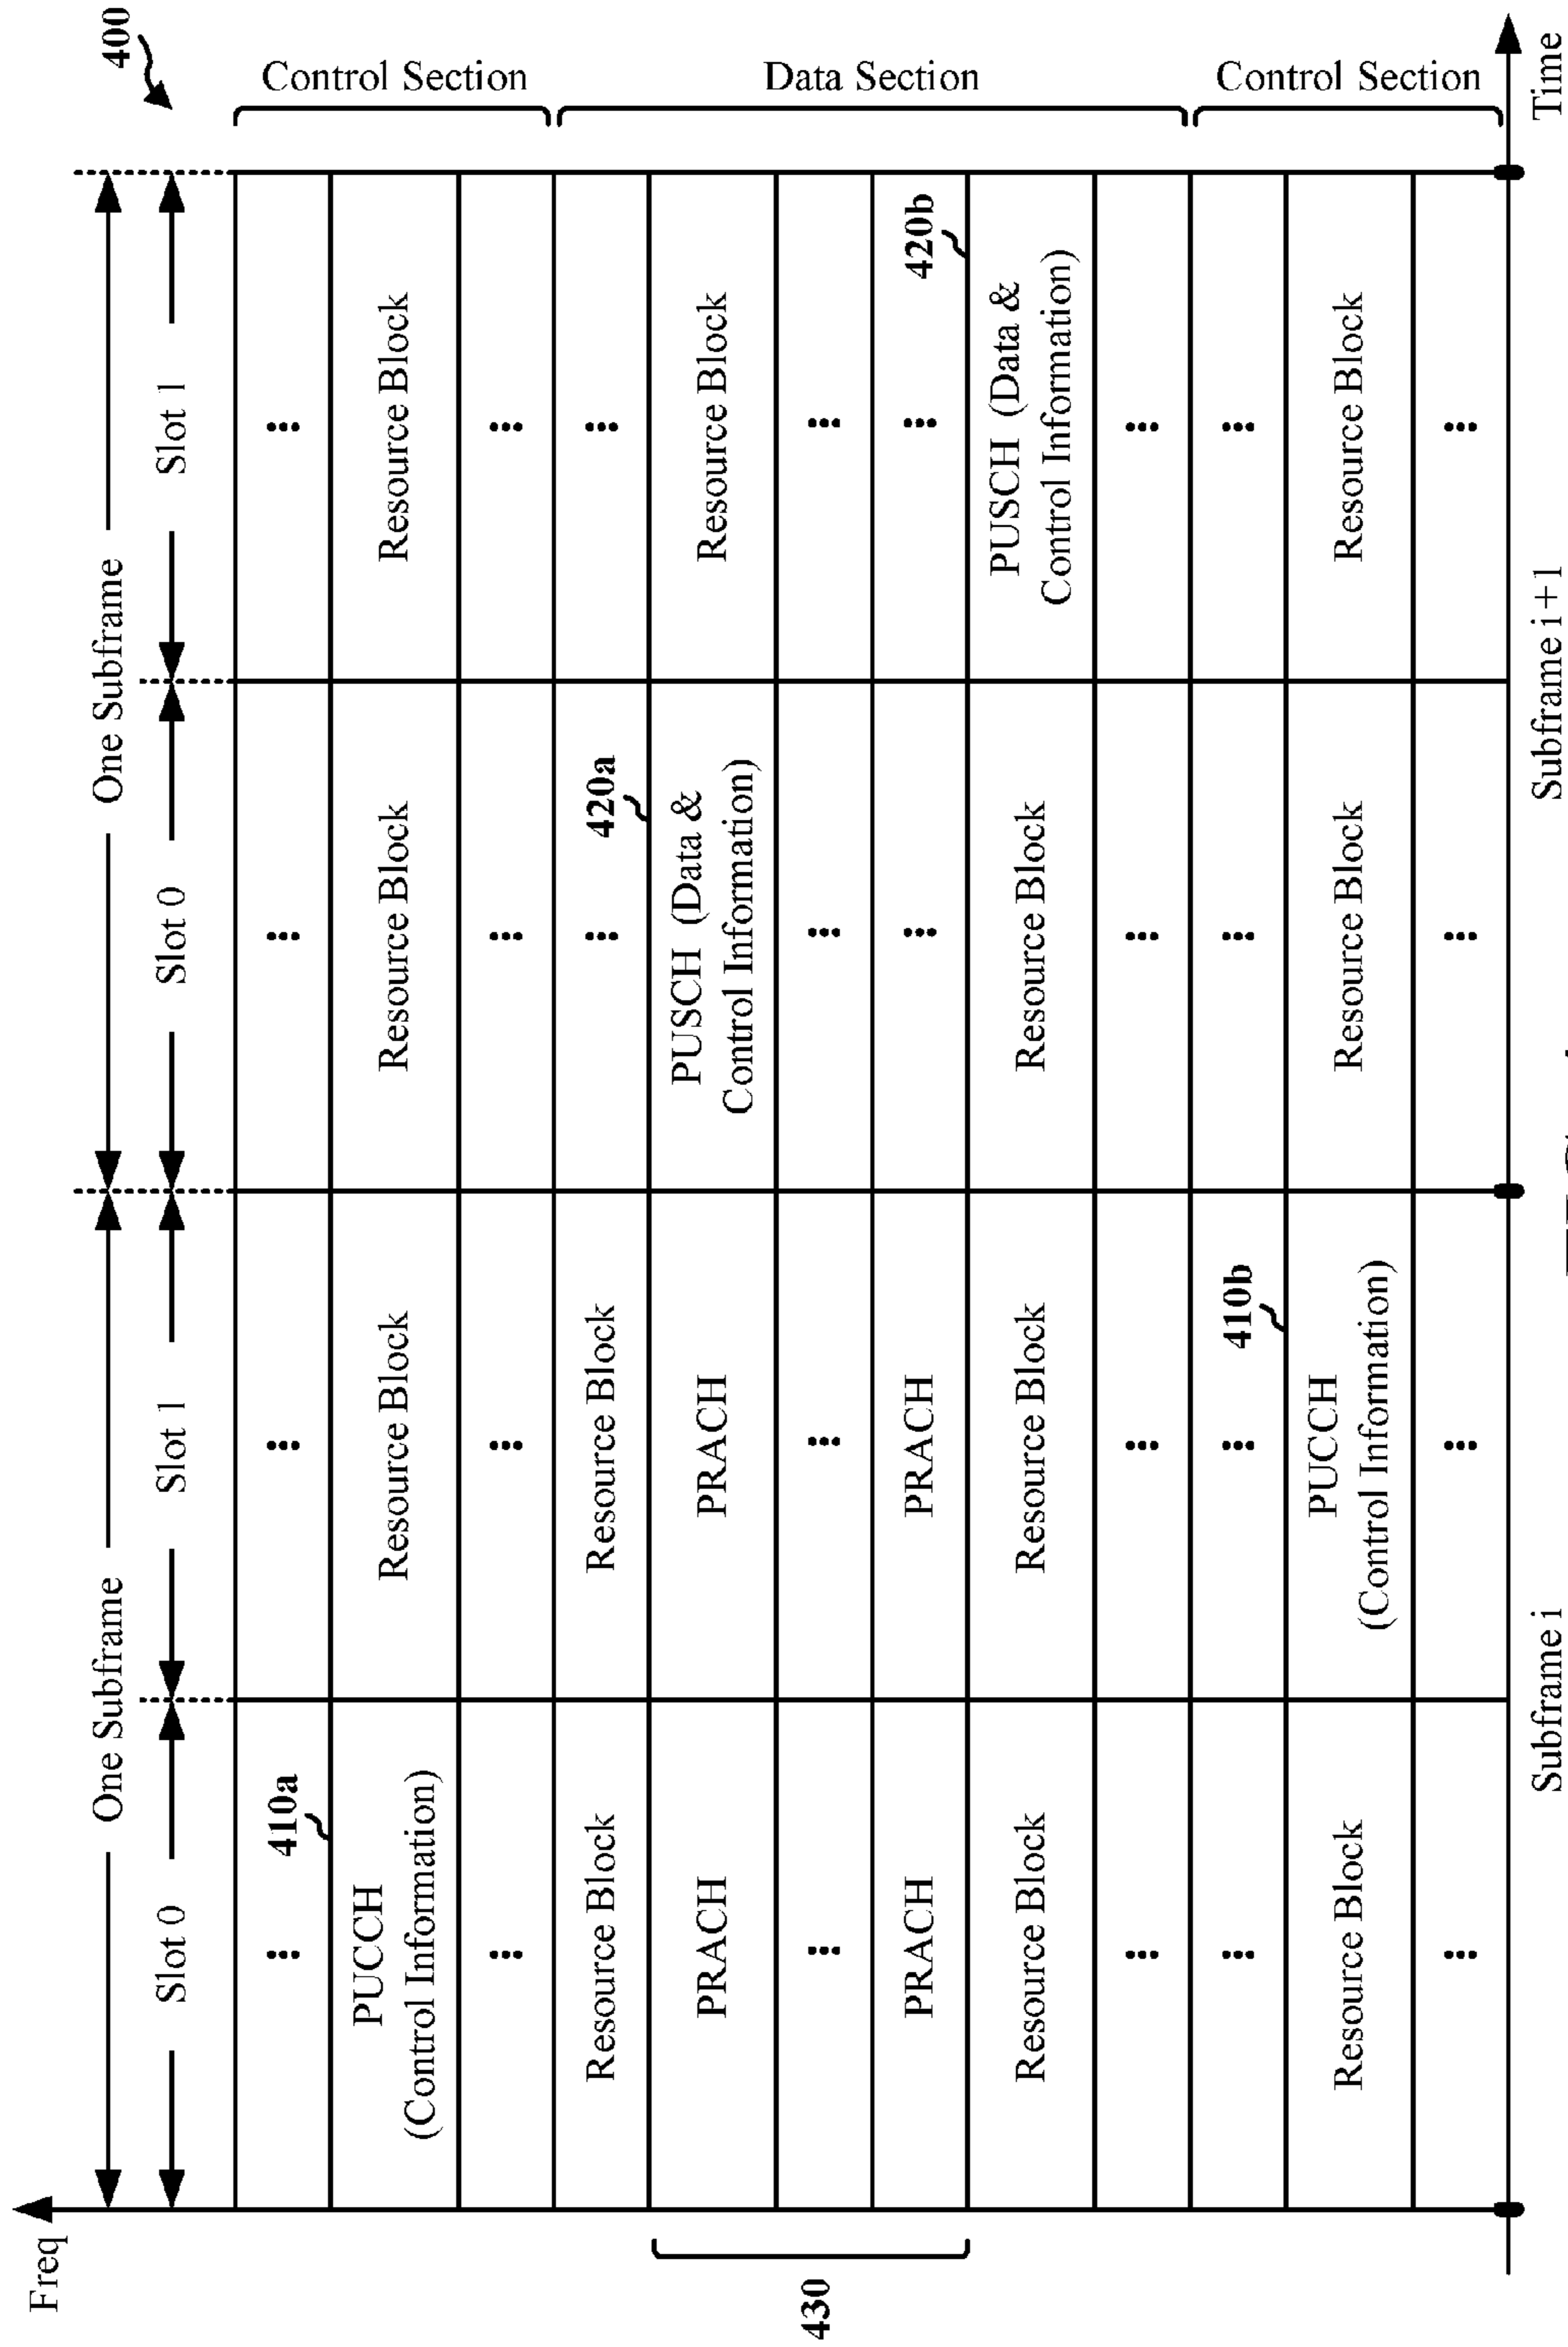 Freq
400
One Subframe
One Subframe
Slot 0
Slot 1
Slot 0
Slot 1
410a
PUCCH
(Control Information)
Resource Block
Resource Block
Resource Block
Control Section
Resource Block
Resource Block
420a
PRACH
PRACH
PUSCH (Data &
Control Information)
Resource Block
430
Data Section
PRACH
PRACH
420b
Resource Block
Resource Block
Resource Block
PUSCH (Data &
Control Information)
410b
Resource Block
PUCCH
(Control Information)
Resource Block
Resource Block
Control Section
Subframe i
Subframe i+1
Time